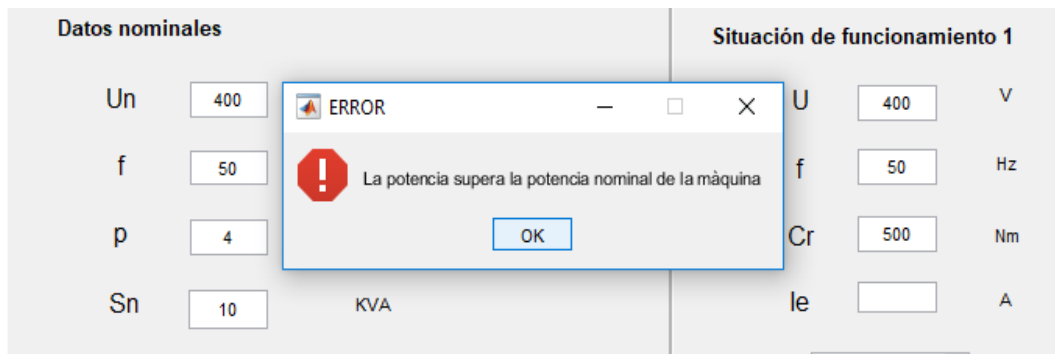 Datos nominales
Situación de funcionamiento 1
Un 400
ERROR
U 400 V
f 50
La potencia supera la potencia nominal de la màquina
f 50 Hz
p 4
OK
Cr 500 Nm
Sn 10 KVA
Ie A